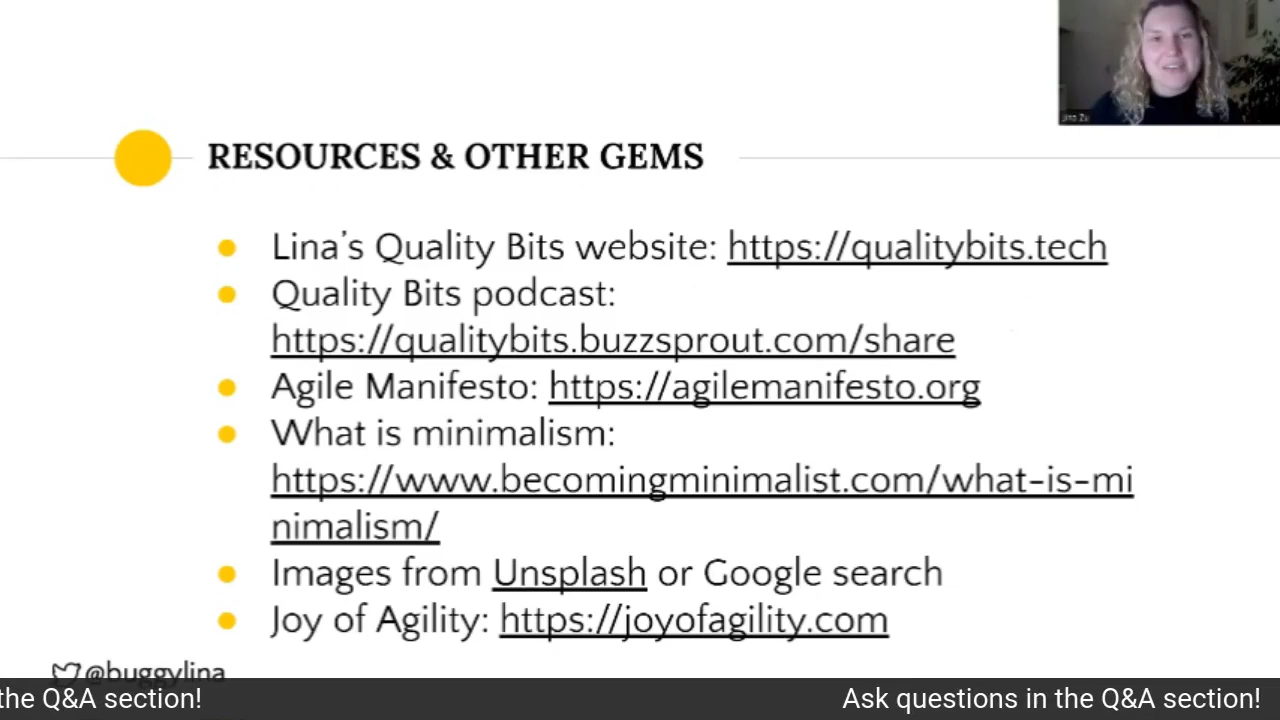 RESOURCES & OTHER GEMS
Lina's Quality Bits website: https://qualitybits.tech
Quality Bits podcast:
https://qualitybits.buzzsprout.com/share
Agile Manifesto: https://agilemanifesto.org
What is minimalism:
https://www.becomingminimalist.com/what-is-mi
nimalism/
Images from Unsplash or Google search
Joy of Agility: https://joyofagility.com
@buggylina
the Q&A section! Ask questions in the Q&A section!